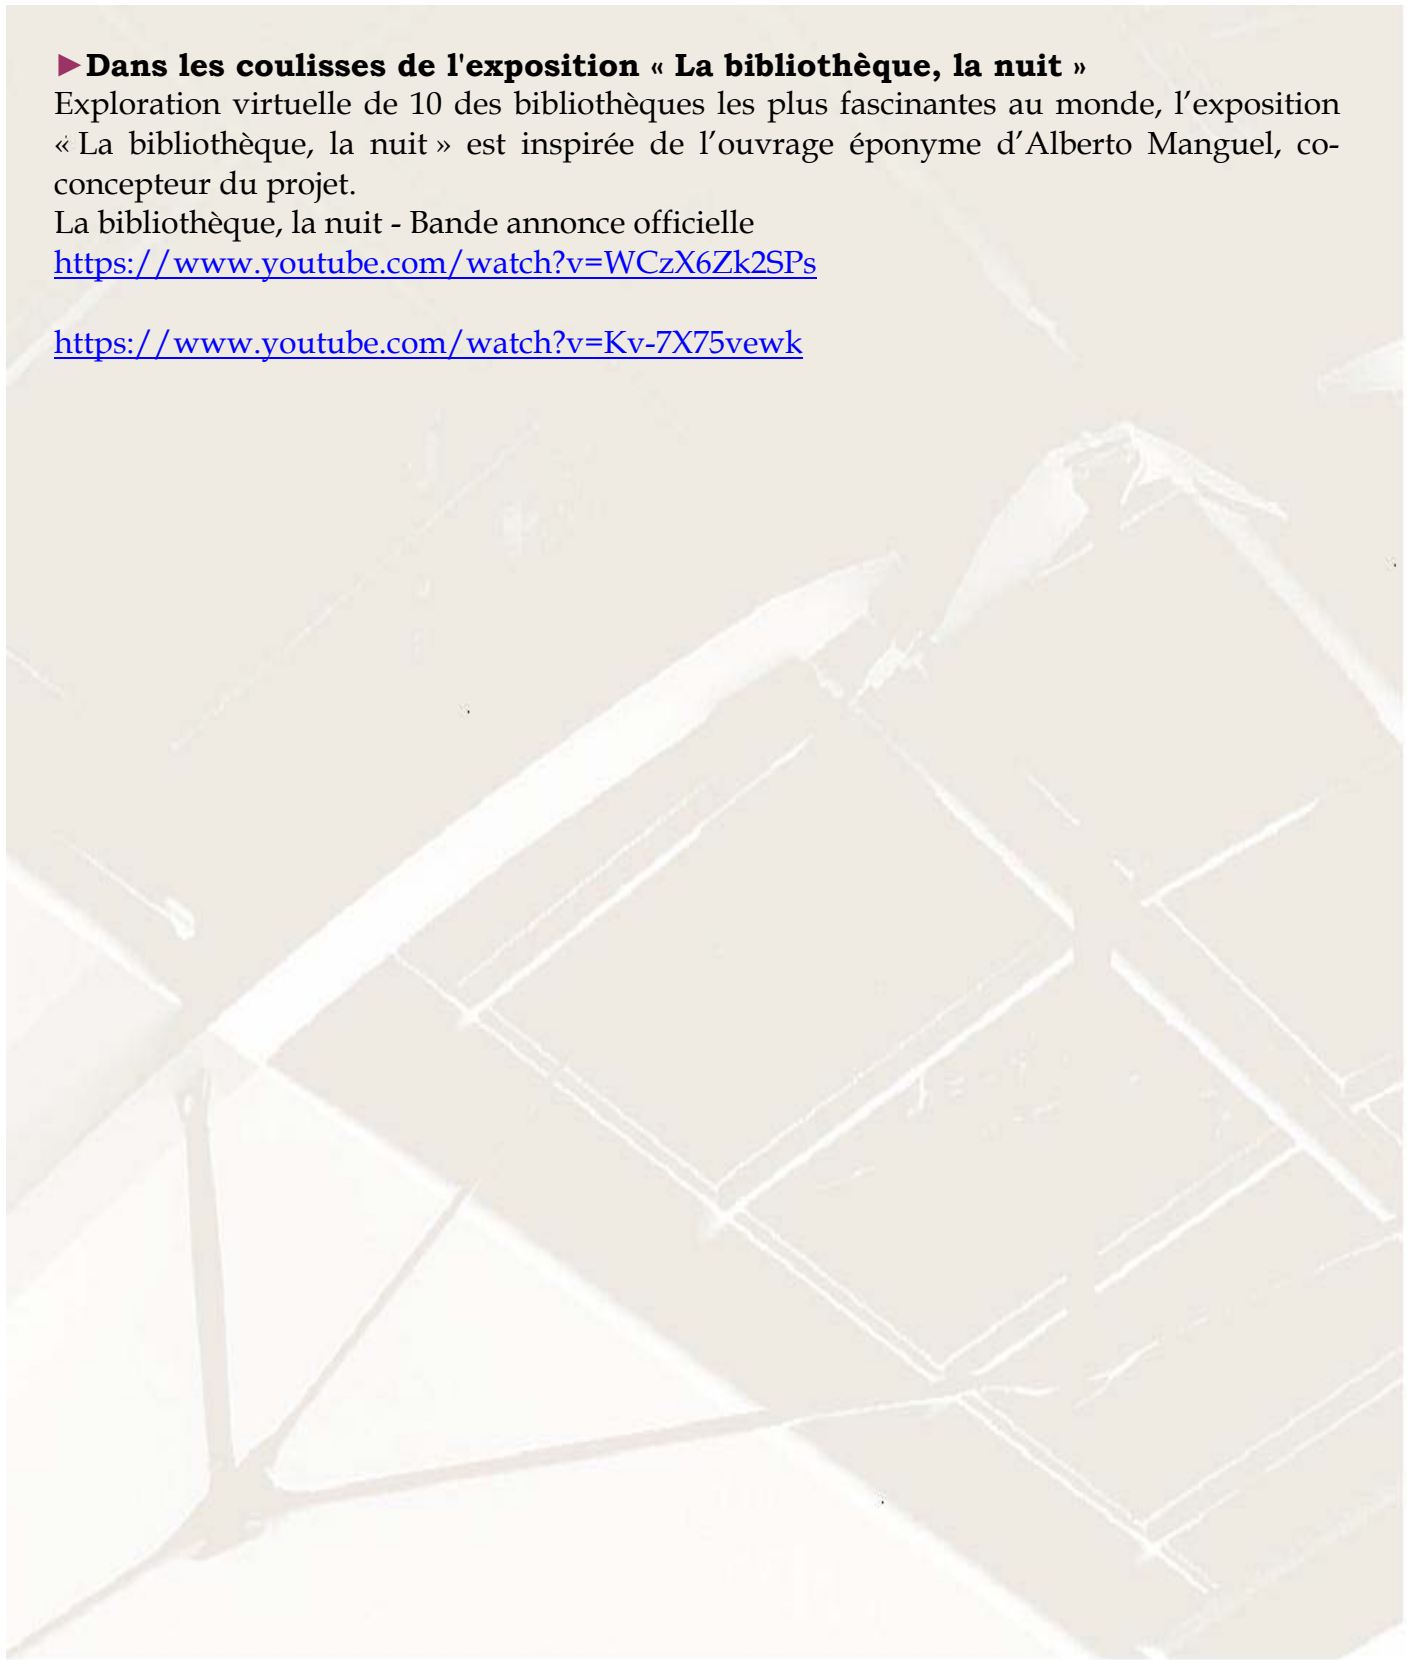 ►Dans les coulisses de l'exposition « La bibliothèque, la nuit »
Exploration virtuelle de 10 des bibliothèques les plus fascinantes au monde, l’exposition
« La bibliothèque, la nuit » est inspirée de l’ouvrage éponyme d’Alberto Manguel, co-
concepteur du projet.
La bibliothèque, la nuit - Bande annonce officielle
https://www.youtube.com/watch?v=WCzX6Zk2SPs
https://www.youtube.com/watch?v=Kv-7X75vewk